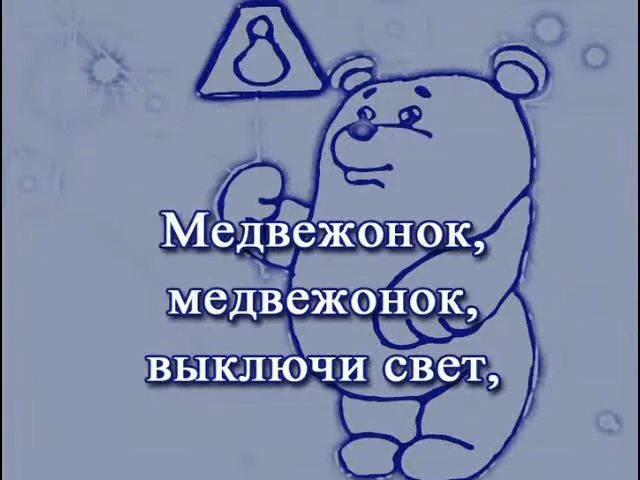 Медвежонок,
медвежонок,
выключи свет,